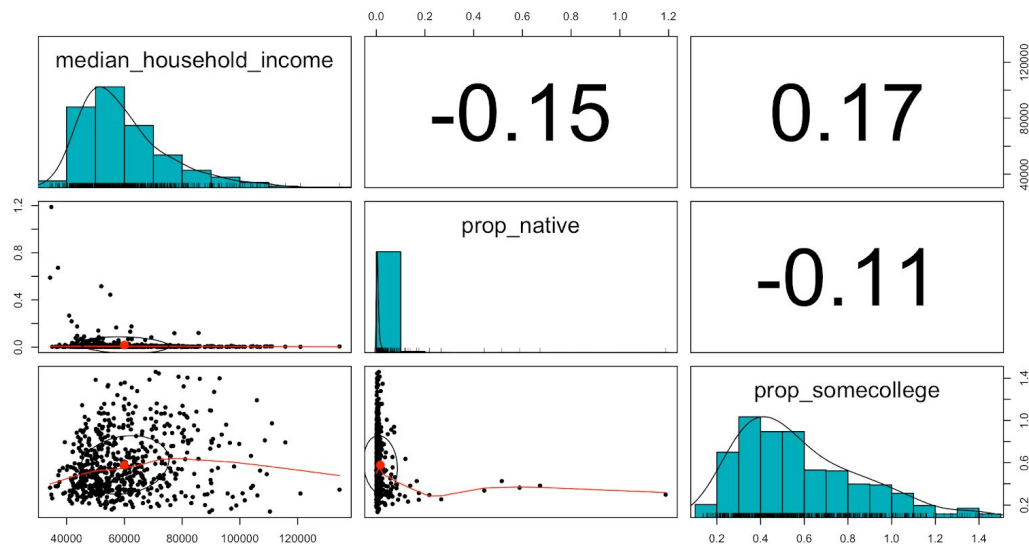 0.0 0.2 0.4 0.6 0.8 1.0 1.2
median_household_income
-0.15
0.17
40000 80000 120000
0.0 0.4 0.8 1.2
prop_native
-0.11
prop_somecollege
0.2 0.6 1.0 1.4
40000 60000 80000 100000 120000
0.2 0.4 0.6 0.8 1.0 1.2 1.4